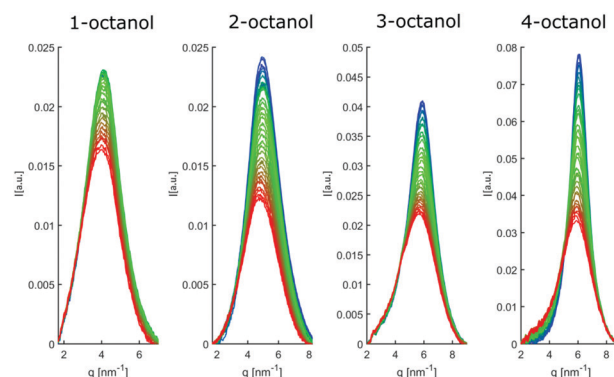 1-octanol 2-octanol 3-octanol 4-octanol
0.025 0.025 0.05 0.08
0.045 0.07
0.02 0.02 0.04 0.06
0.035
0.015 0.015 0.03 0.05
I[a.u.] I[a.u.] I[a.u.] I[a.u.]
0.025 0.04
0.01 0.01 0.02 0.03
0.015 0.02
0.005 0.005 0.01
0.005 0.01
0 0 0 0
2 4 6 2 4 6 8 2 4 6 8 2 4 6 8
q [nm⁻¹] q [nm⁻¹] q [nm⁻¹] q [nm⁻¹]